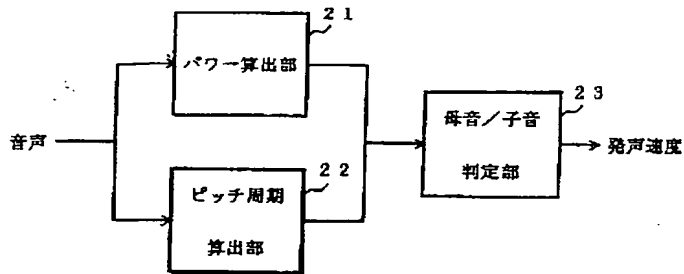 21
パワー算出部
音声
22
ピッチ周期
算出部
23
母音／子音
判定部
発声速度